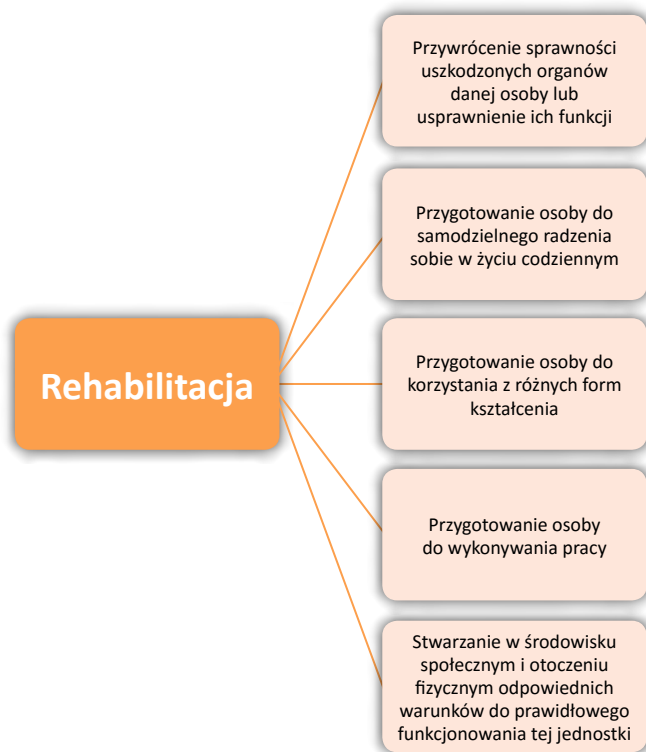 Przywrócenie sprawności
uszkodzonych organów
danej osoby lub
usprawnienie ich funkcji
Przygotowanie osoby do
samodzielnego radzenia
sobie w życiu codziennym
Rehabilitacja
Przygotowanie osoby do
korzystania z różnych form
kształcenia
Przygotowanie osoby
do wykonywania pracy
Stwarzanie w środowisku
społecznym i otoczeniu
fizycznym odpowiednich
warunków do prawidłowego
funkcjonowania tej jednostki